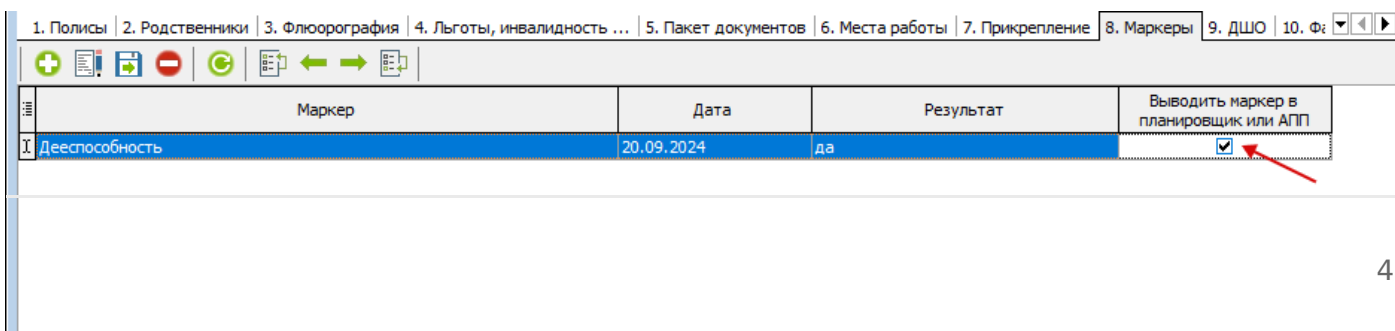 1. Полисы 2. Родственники 3. Флюорография 4. Льготы, инвалидность ... 5. Пакет документов 6. Места работы 7. Прикрепление 8. Маркеры 9. ДШО 10. Фа
Маркер Дата Результат Выводить маркер в
планировщик или АПП
Дееспособность 20.09.2024 да
4